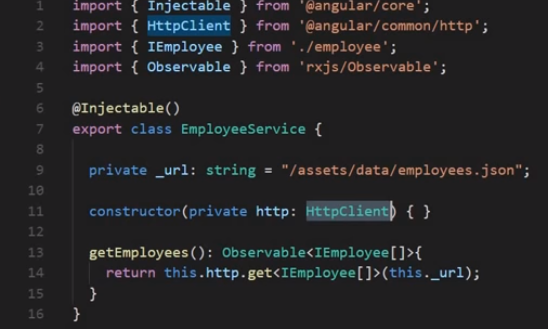 1 import { Injectable } from '@angular/core';
2 import { HttpClient } from '@angular/common/http';
3 import { IEmployee } from './employee';
4 import { Observable } from 'rxjs/Observable';
5
6 @Injectable()
7 export class EmployeeService {
8
9 private _url: string = "/assets/data/employees.json";
10
11 constructor(private http: HttpClient) { }
12
13 getEmployees(): Observable<IEmployee[]>{
14 return this.http.get<IEmployee[]>(this._url);
15 }
16 }